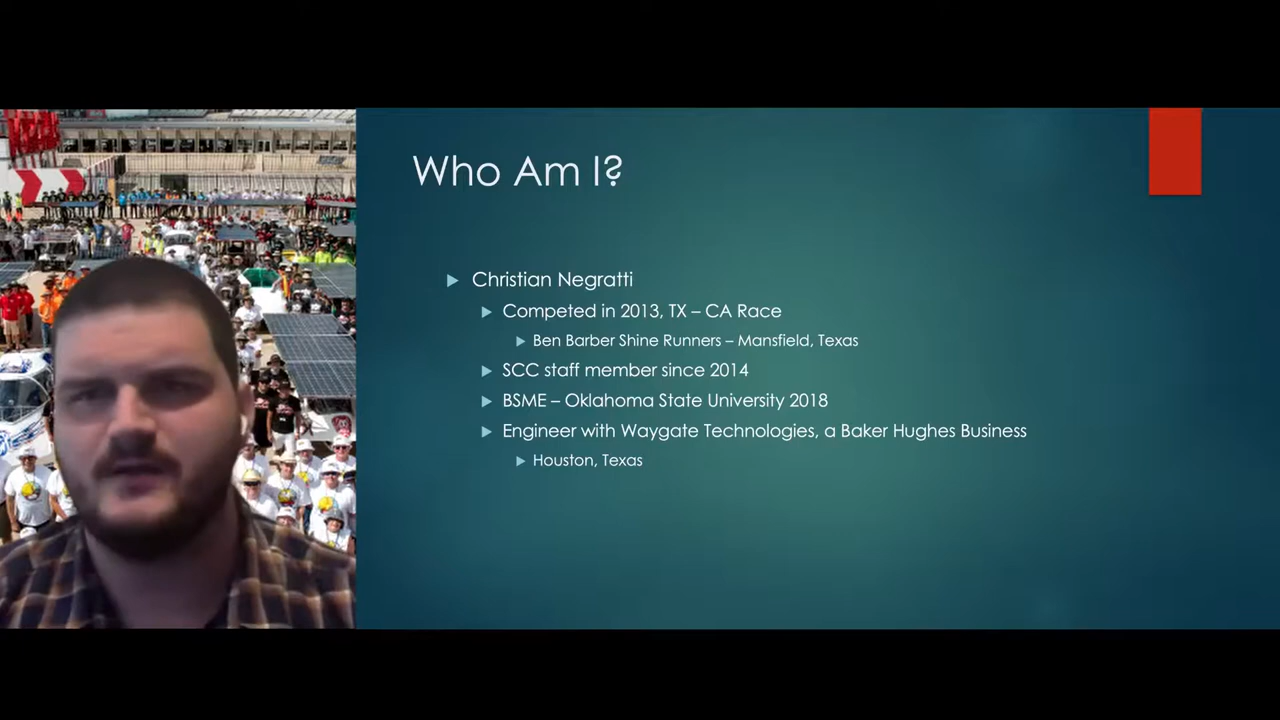 Who Am I?
Christian Negratti
Competed in 2013, TX – CA Race
Ben Barber Shine Runners – Mansfield, Texas
SCC staff member since 2014
BSME – Oklahoma State University 2018
Engineer with Waygate Technologies, a Baker Hughes Business
Houston, Texas